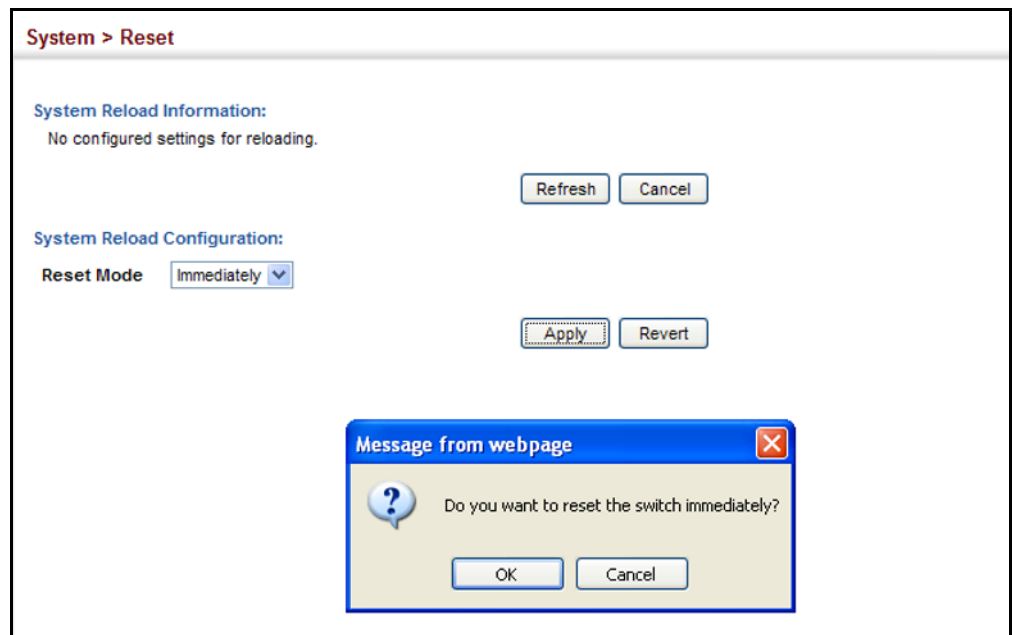 System > Reset
System Reload Information:
No configured settings for reloading.
Refresh Cancel
System Reload Configuration:
Reset Mode Immediately
Apply Revert
Message from webpage
Do you want to reset the switch immediately?
OK Cancel